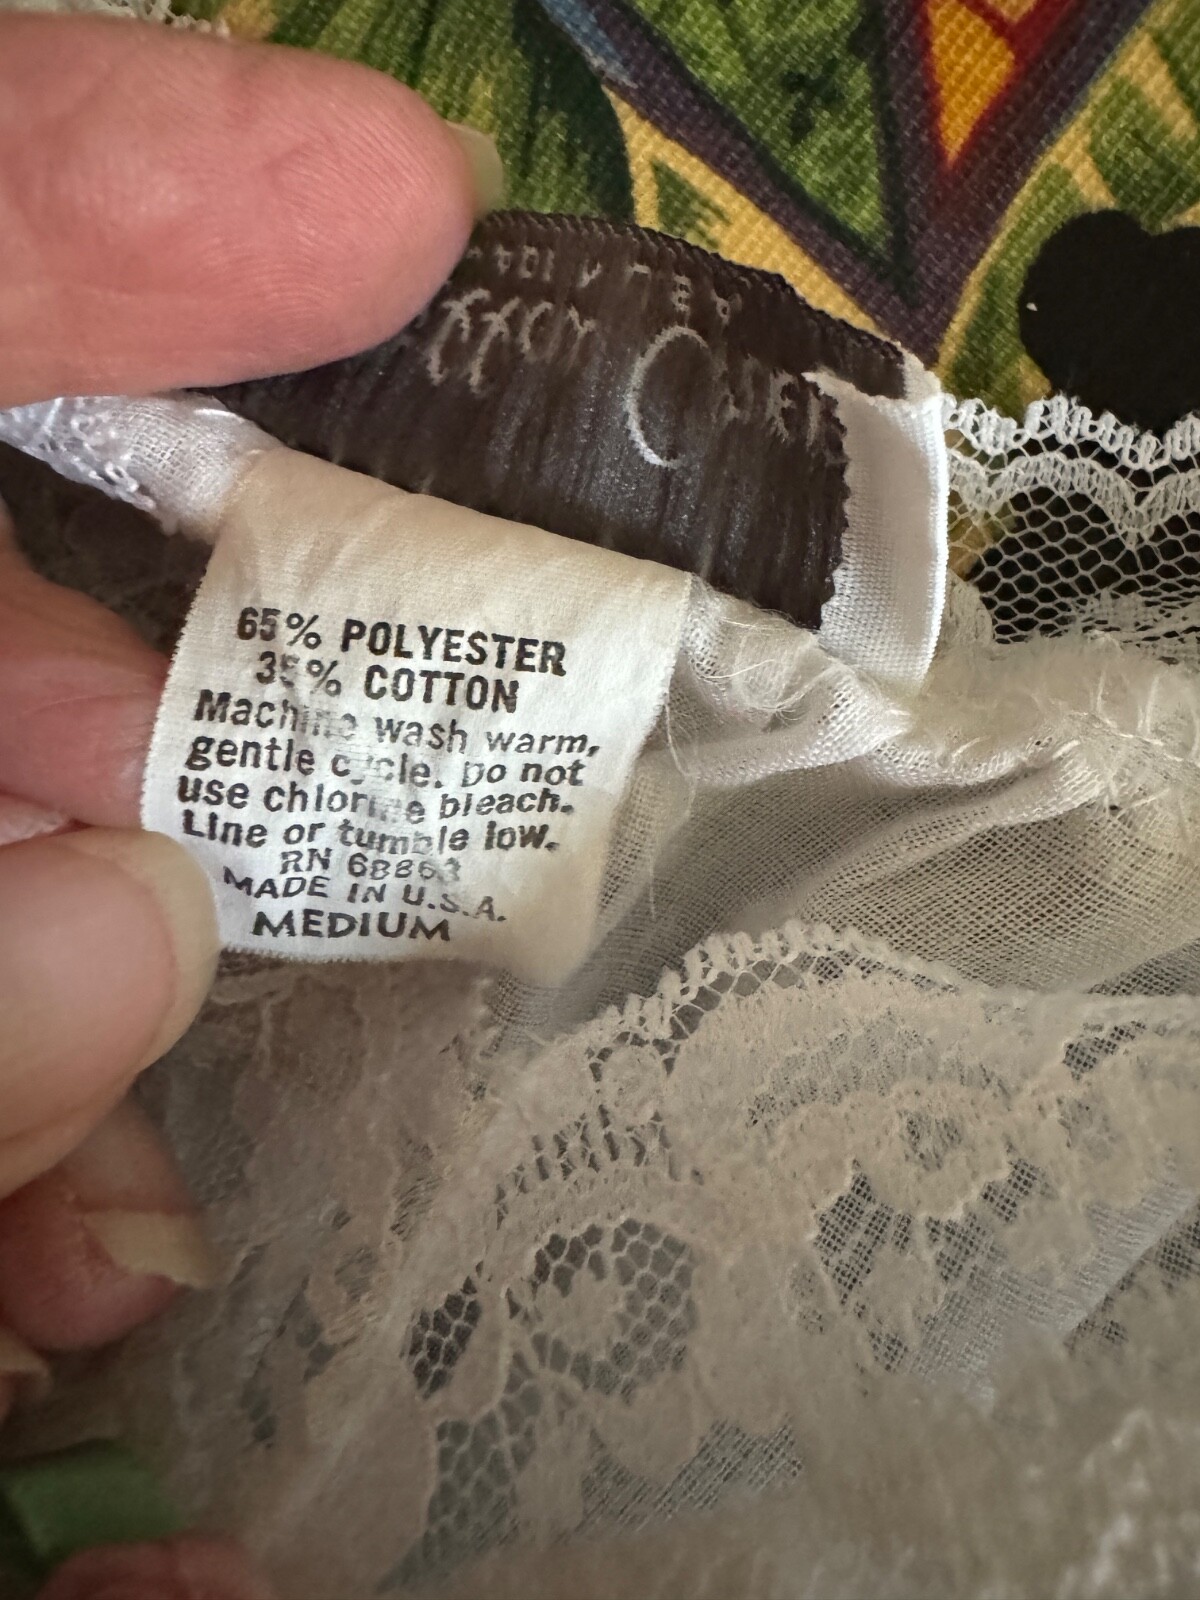 65% POLYESTER
35% COTTON
Machine wash warm,
gentle cycle. Do not
use chlorine bleach.
Line or tumble low.
RN 68863
MADE IN U.S.A.
MEDIUM